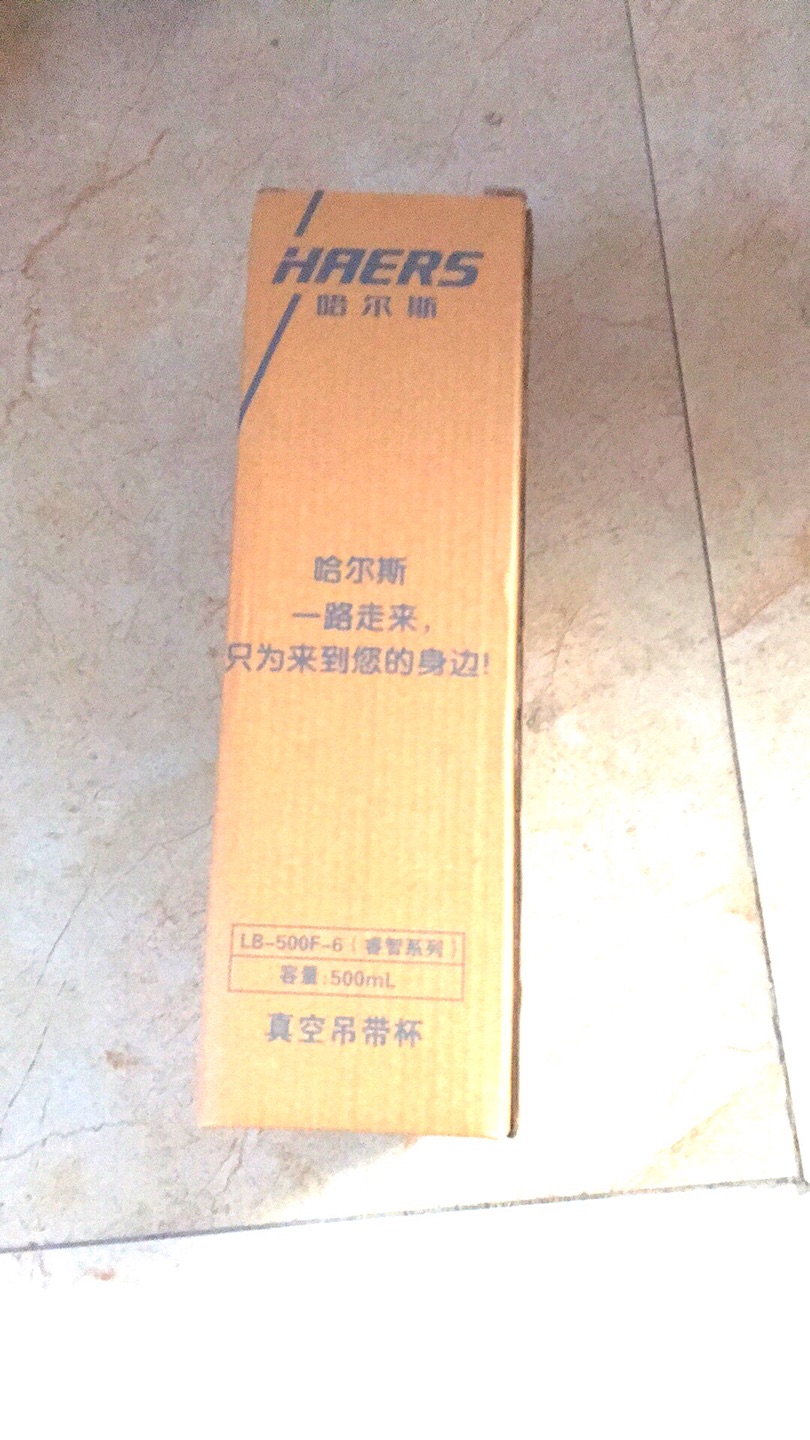 HAERS
哈尔斯
哈尔斯
一路走来，
只为来到您的身边!
LB-500F-6（睿智系列）
容量:500mL
真空吊带杯